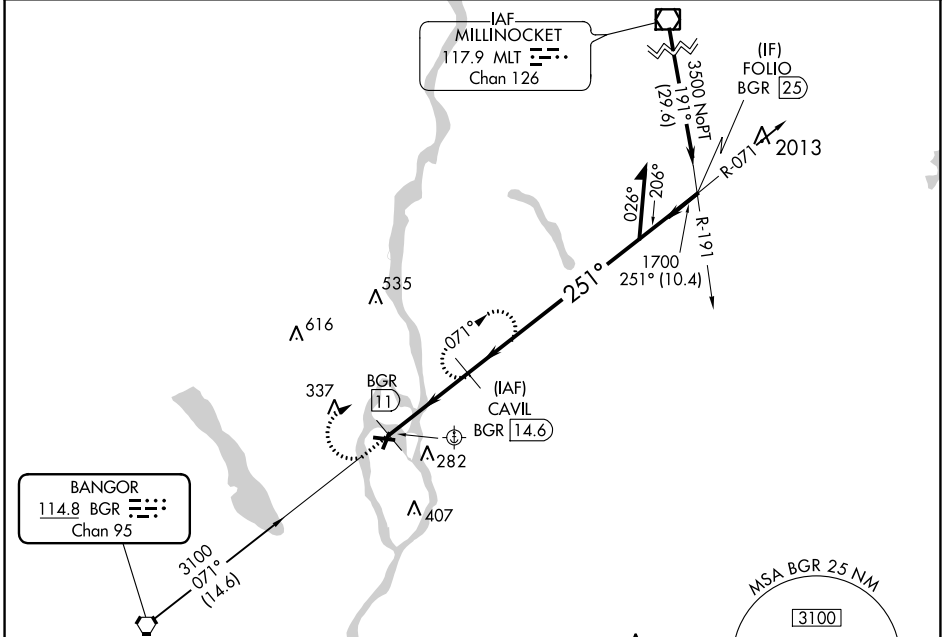 IAF
MILLINOCKET
117.9 MLT
Chan 126
(IF)
FOLIO
BGR 25
3500 NoPT
191°
(29.6)
R-071
2013
026°
206°
R-191
1700
251° (10.4)
251°
535
616
071°
337
BGR
11
(IAF)
CAVIL
BGR 14.6
282
407
BANGOR
114.8 BGR
Chan 95
3100
071°
(14.6)
MSA BGR 25 NM
3100